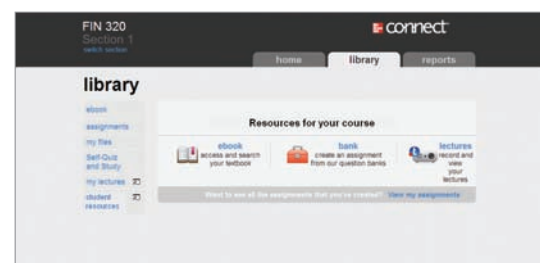 FIN 320
Section 1
switch section
connect
home
library
reports
library
ebook
assignments
my files
Self-Quiz
and Study
my lectures
student
resources
Resources for your course
ebook
access and search
your textbook
bank
create an assignment
from our question banks
lectures
record and
view
your
lectures
Want to see all the assignments that you've created? View my assignments